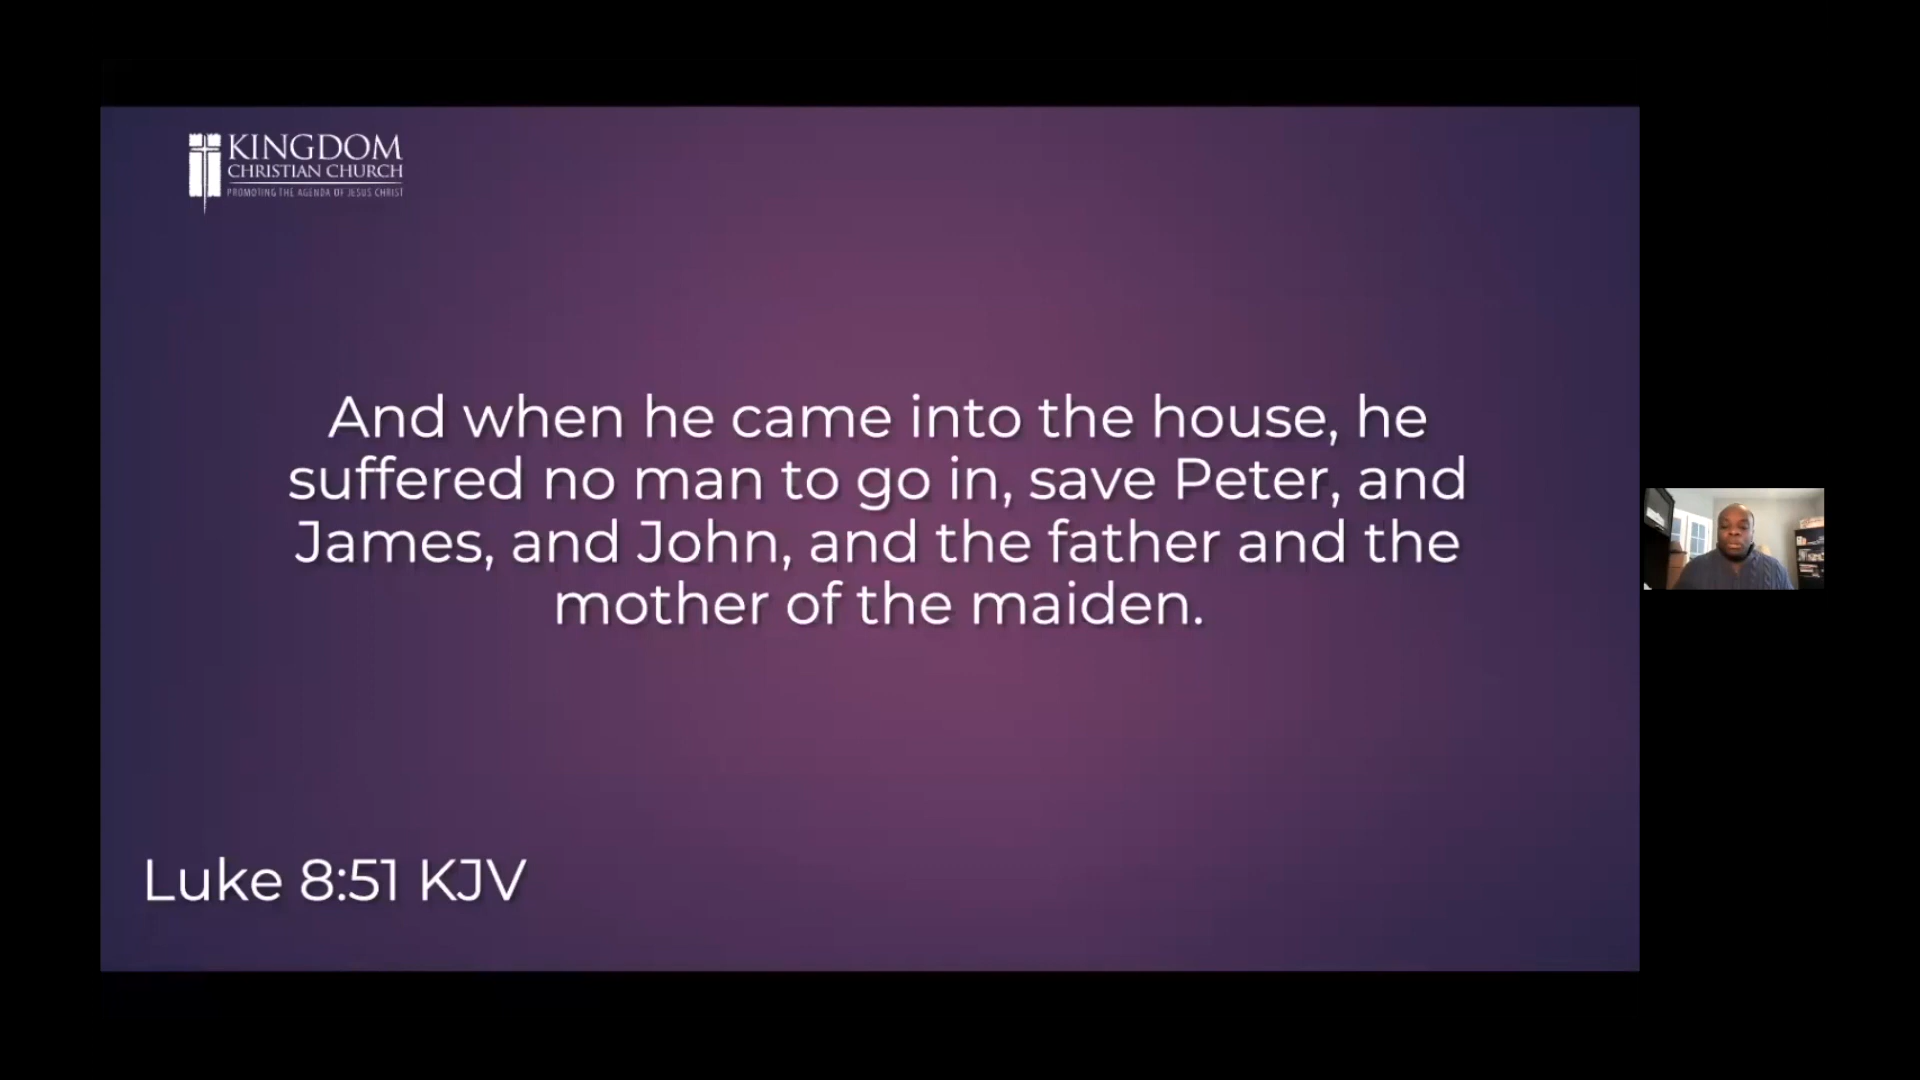 KINGDOM
CHRISTIAN CHURCH
PROMOTING THE AGENDA OF JESUS CHRIST
And when he came into the house, he
suffered no man to go in, save Peter, and
James, and John, and the father and the
mother of the maiden.
Luke 8:51 KJV